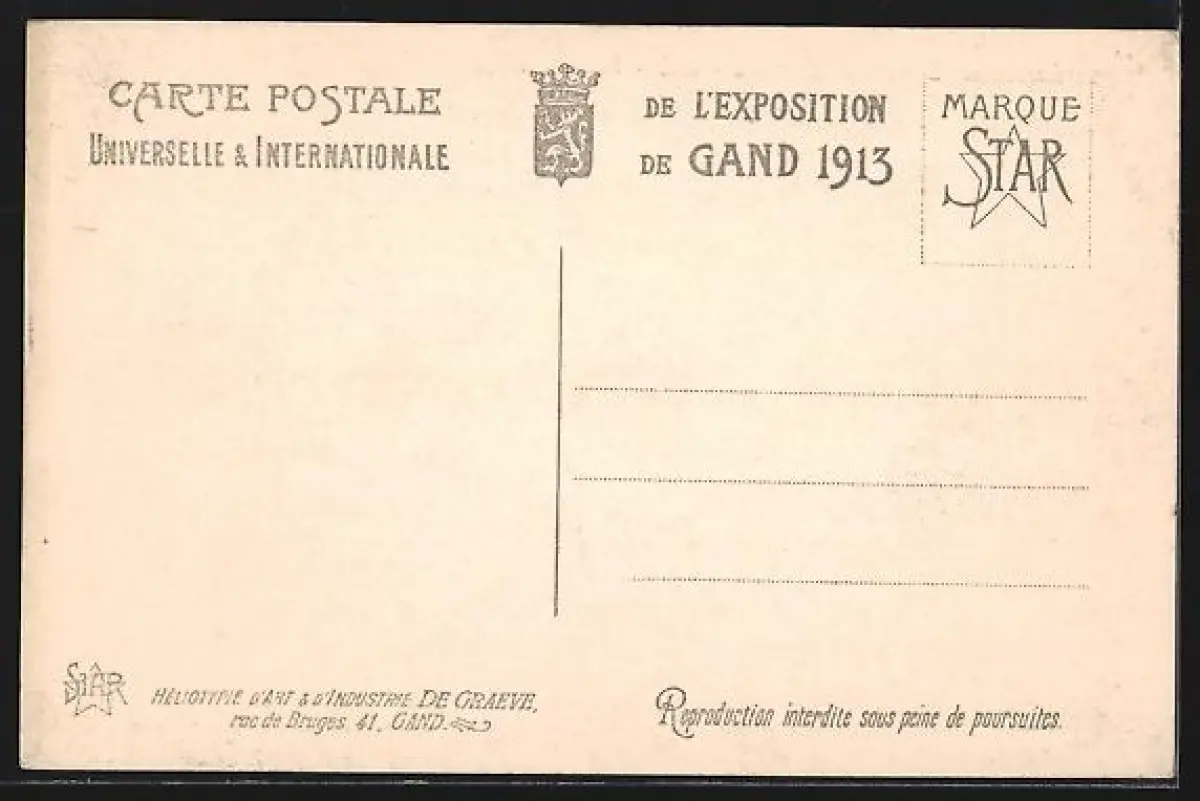 CARTE POSTALE
UNIVERSELLE & INTERNATIONALE
DE L'EXPOSITION
DE GAND 1913
MARQUE
STAR
STAR
HÉLIOTYPIE D'ART & D'INDUSTRIE DE GRAEVE,
rue de Bruges 41, GAND.
Reproduction interdite sous peine de poursuites.